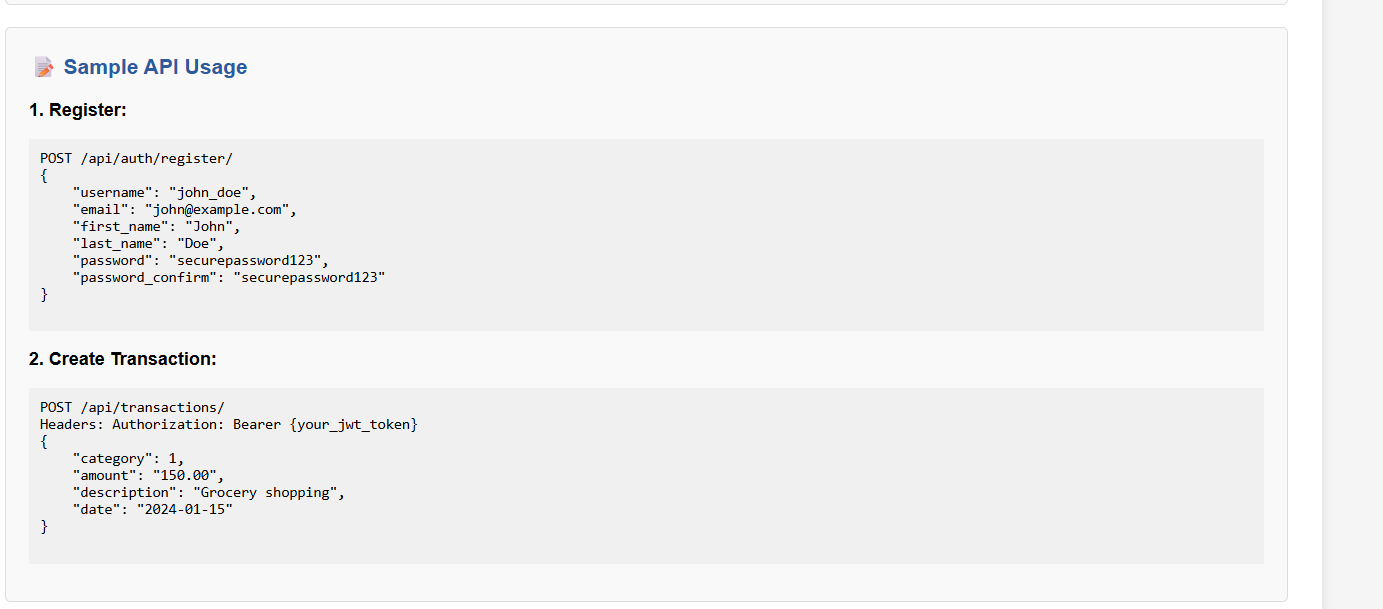 Sample API Usage
1. Register:
POST /api/auth/register/
{
    "username": "john_doe",
    "email": "john@example.com",
    "first_name": "John",
    "last_name": "Doe",
    "password": "securepassword123",
    "password_confirm": "securepassword123"
}
2. Create Transaction:
POST /api/transactions/
Headers: Authorization: Bearer {your_jwt_token}
{
    "category": 1,
    "amount": "150.00",
    "description": "Grocery shopping",
    "date": "2024-01-15"
}